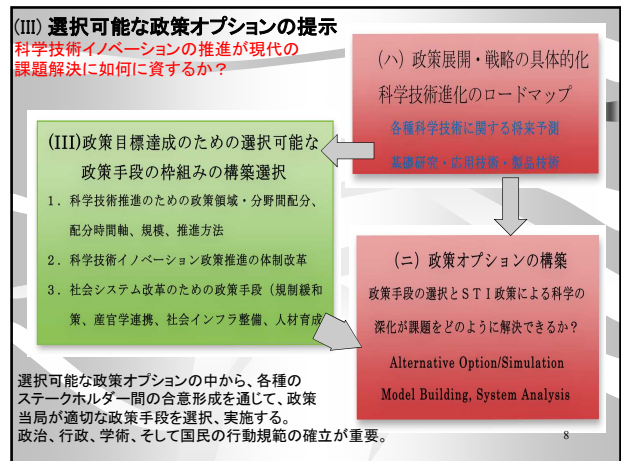 (III) 選択可能な政策オプションの提示
科学技術イノベーションの推進が現代の
課題解決に如何に資するか？
(ハ) 政策展開・戦略の具体的化
科学技術進化のロードマップ
各種科学技術に関する将来予測
基礎研究・応用技術・製品技術
(III)政策目標達成のための選択可能な
政策手段の枠組みの構築選択
1. 科学技術推進のための政策領域・分野間配分、
配分時間軸、規模、推進方法
2. 科学技術イノベーション政策推進の体制改革
3. 社会システム改革のための政策手段（規制緩和
策、産官学連携、社会インフラ整備、人材育成
(ニ) 政策オプションの構築
政策手段の選択とＳＴＩ政策による科学の
深化が課題をどのように解決できるか？
Alternative Option/Simulation
Model Building, System Analysis
選択可能な政策オプションの中から、各種の
ステークホルダー間の合意形成を通じて、政策
当局が適切な政策手段を選択、実施する。
政治、行政、学術、そして国民の行動規範の確立が重要。
8